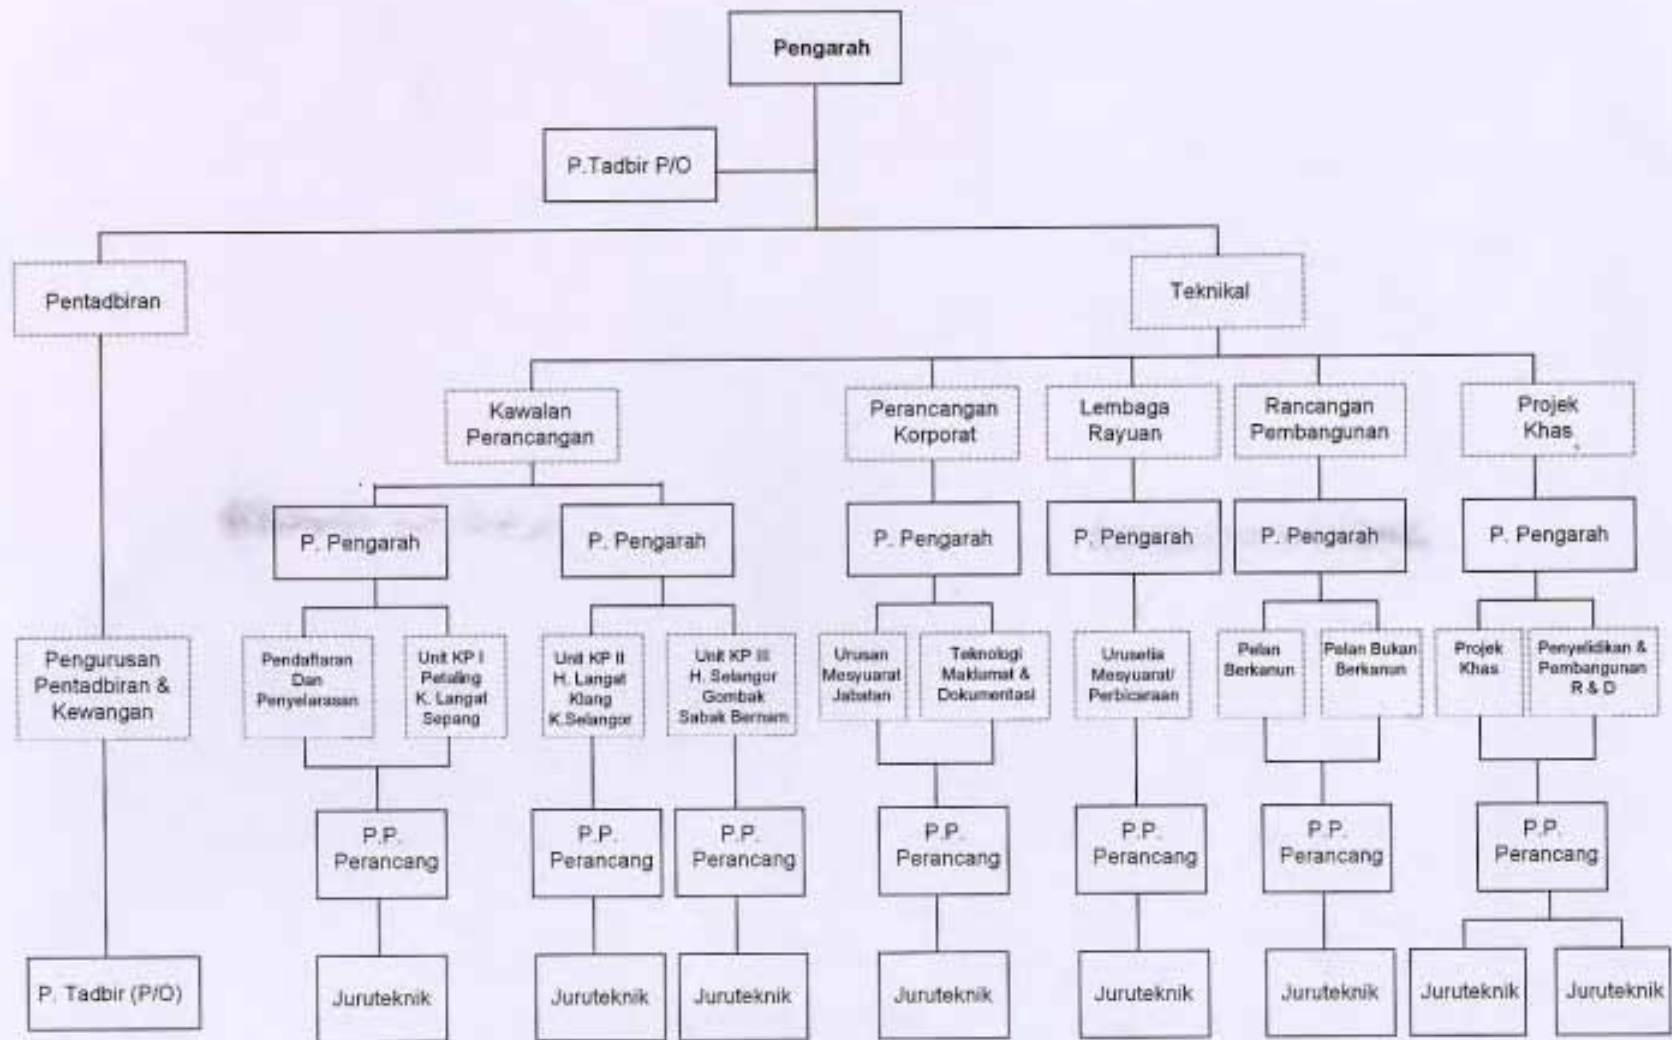 Pengarah
P.Tadbir P/O
Pentadbiran
Teknikal
Kawalan
Perancangan
Perancangan
Korporat
Lembaga
Rayuan
Rancangan
Pembangunan
Projek
Khas
P. Pengarah
P. Pengarah
P. Pengarah
P. Pengarah
P. Pengarah
P. Pengarah
Pengurusan
Pentadbiran &
Kewangan
Pendaftaran
Dan
Penyelarasan
Unit KP I
Petaling
K. Langat
Sepang
Unit KP II
H. Langat
Klang
K.Selangor
Unit KP III
H. Selangor
Gombak
Sabak Bernam
Urusan
Mesyuarat
Jabatan
Teknologi
Maklamat &
Dokumentasi
Urusetia
Mesyuarat/
Perbicaraan
Pelan
Berkanun
Pelan Bukan
Berkanun
Projek
Khas
Penyelidikan &
Pembangunan
R & D
P.P.
Perancang
P.P.
Perancang
P.P.
Perancang
P.P.
Perancang
P.P.
Perancang
P.P.
Perancang
P.P.
Perancang
P. Tadbir (P/O)
Juruteknik
Juruteknik
Juruteknik
Juruteknik
Juruteknik
Juruteknik
Juruteknik
Juruteknik